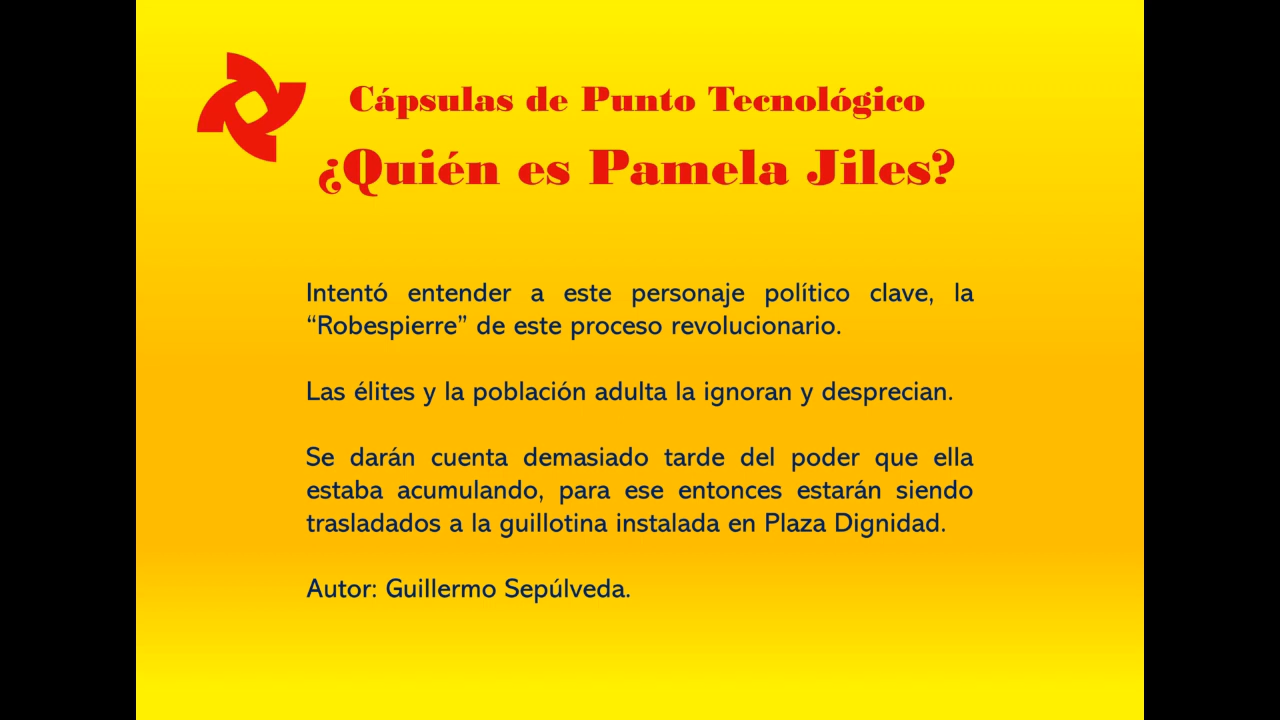 Cápsulas de Punto Tecnológico
¿Quién es Pamela Jiles?
Intentó entender a este personaje político clave, la
“Robespierre” de este proceso revolucionario.
Las élites y la población adulta la ignoran y desprecian.
Se darán cuenta demasiado tarde del poder que ella
estaba acumulando, para ese entonces estarán siendo
trasladados a la guillotina instalada en Plaza Dignidad.
Autor: Guillermo Sepúlveda.